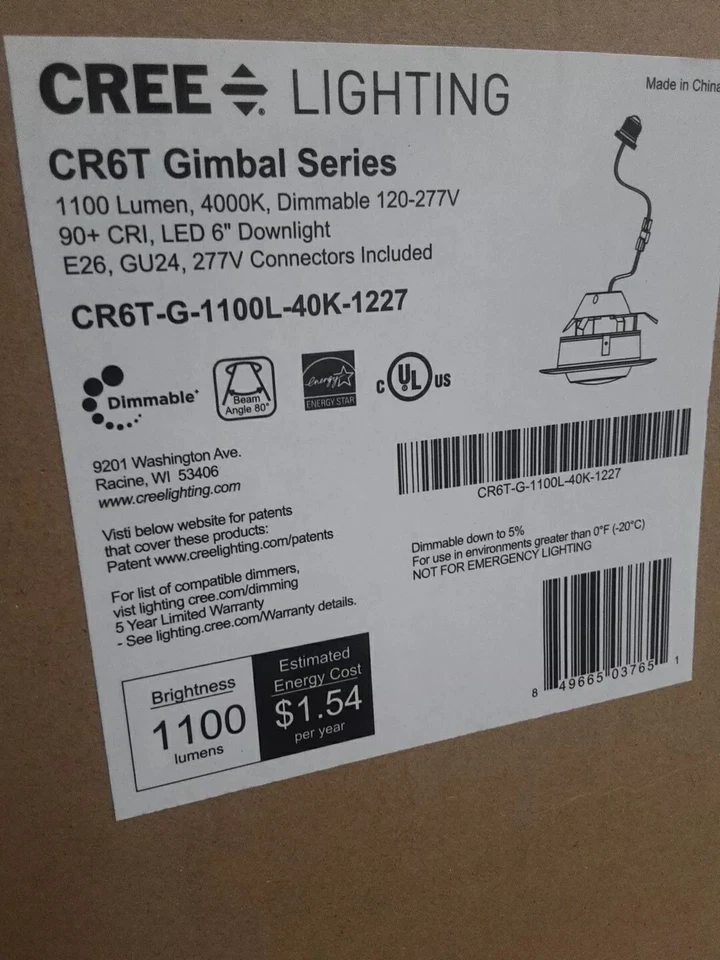 CREE LIGHTING
Made in China
CR6T Gimbal Series
1100 Lumen, 4000K, Dimmable 120-277V
90+ CRI, LED 6" Downlight
E26, GU24, 277V Connectors Included
CR6T-G-1100L-40K-1227
Dimmable*
Beam
Angle 80°
energy
ENERGY STAR
c UL US
9201 Washington Ave.
Racine, WI 53406
www.creelighting.com
Visti below website for patents
that cover these products:
Patent www.creelighting.com/patents
For list of compatible dimmers,
vist lighting cree.com/dimming
5 Year Limited Warranty
- See lighting.cree.com/Warranty details.
CR6T-G-1100L-40K-1227
Dimmable down to 5%
For use in environments greater than 0°F (-20°C)
NOT FOR EMERGENCY LIGHTING
8 49665 03765 1
Brightness
1100
lumens
Estimated
Energy Cost
$1.54
per year